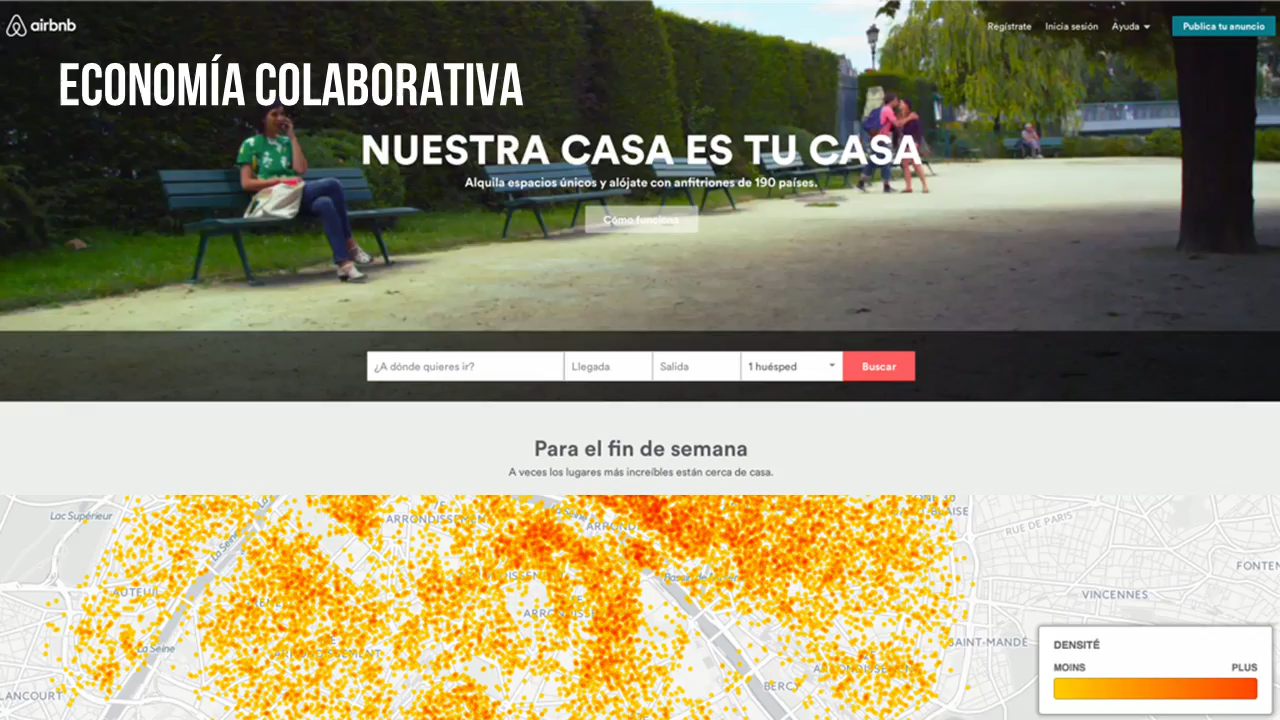 airbnb
Regístrate Inicia sesión Ayuda Publica tu anuncio
ECONOMÍA COLABORATIVA
NUESTRA CASA ES TU CASA
Alquila espacios únicos y alójate con anfitriones de 190 países.
Cómo funciona
¿A dónde quieres ir? Llegada Salida 1 huésped Buscar
Para el fin de semana
A veces los lugares más increíbles están cerca de casa.
Lac Supérieur
ARRONDISSEMENT
RUE DE PARIS
La Seine
FONTEN
AUTEUIL
VINCENNES
La Seine
SAINT-MANDÉ
LANCOURT
BERCY
DENSITÉ
MOINS PLUS